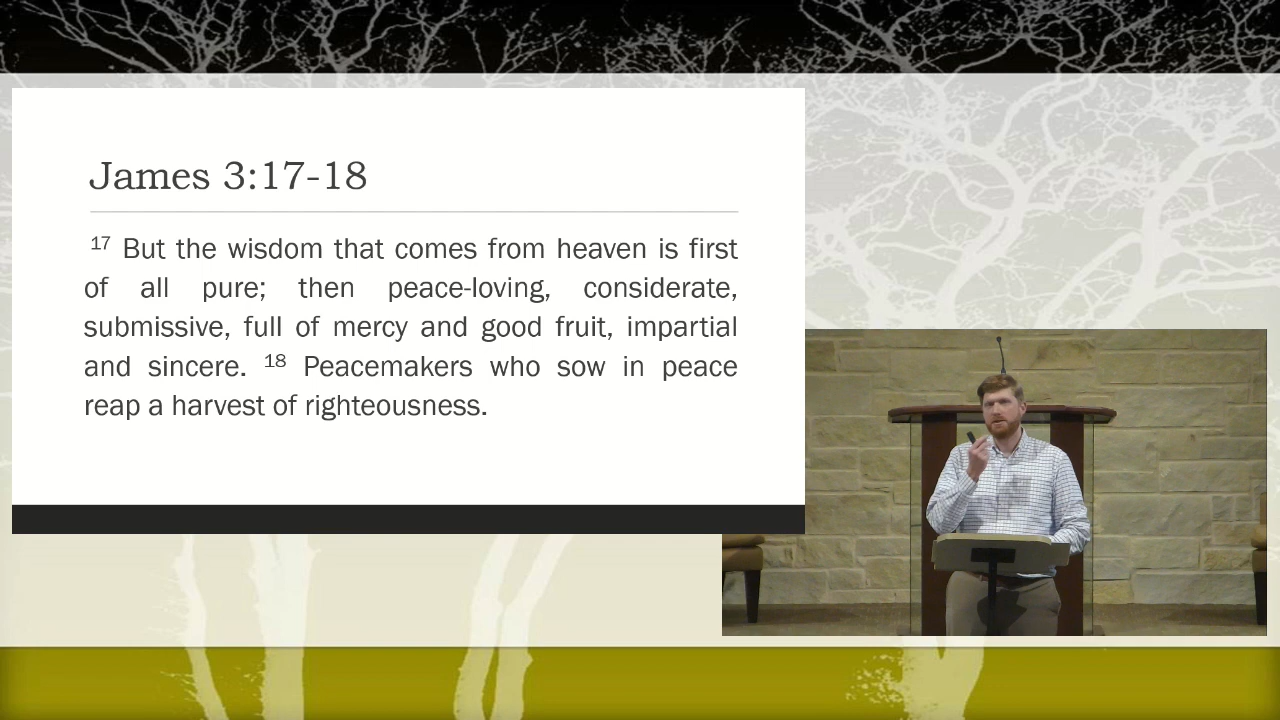 James 3:17-18
17 But the wisdom that comes from heaven is first
of all pure; then peace-loving, considerate,
submissive, full of mercy and good fruit, impartial
and sincere. 18 Peacemakers who sow in peace
reap a harvest of righteousness.